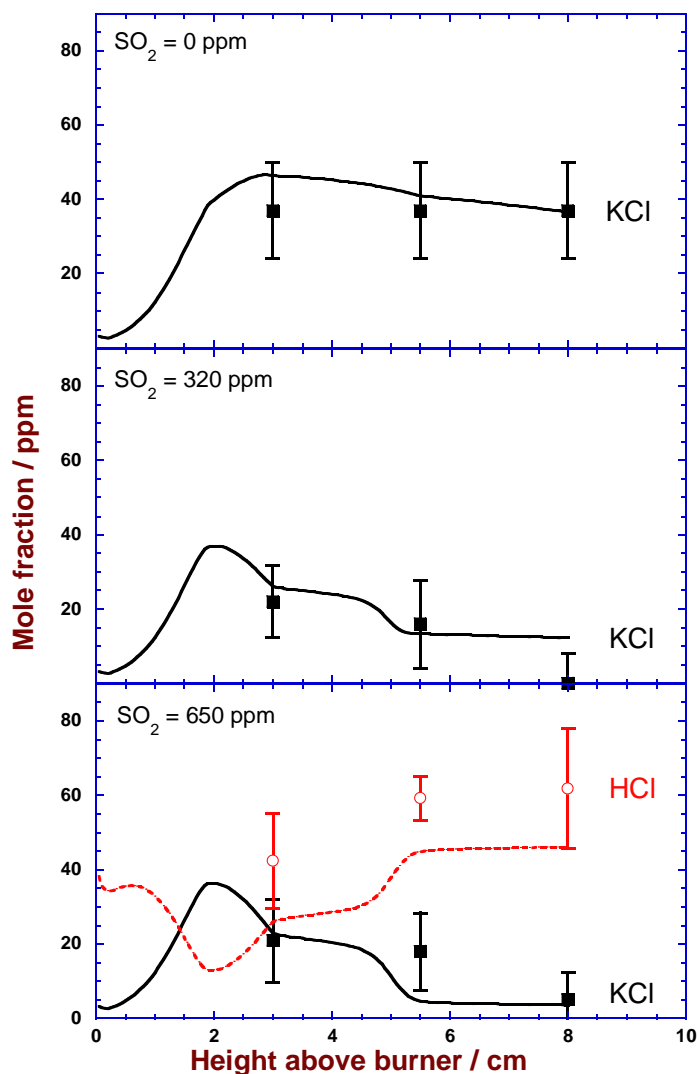 SO₂ = 0 ppm
80
60
40
20
KCl
SO₂ = 320 ppm
80
60
40
20
KCl
Mole fraction / ppm
SO₂ = 650 ppm
80
60
40
20
0
HCl
KCl
0 2 4 6 8 10
Height above burner / cm